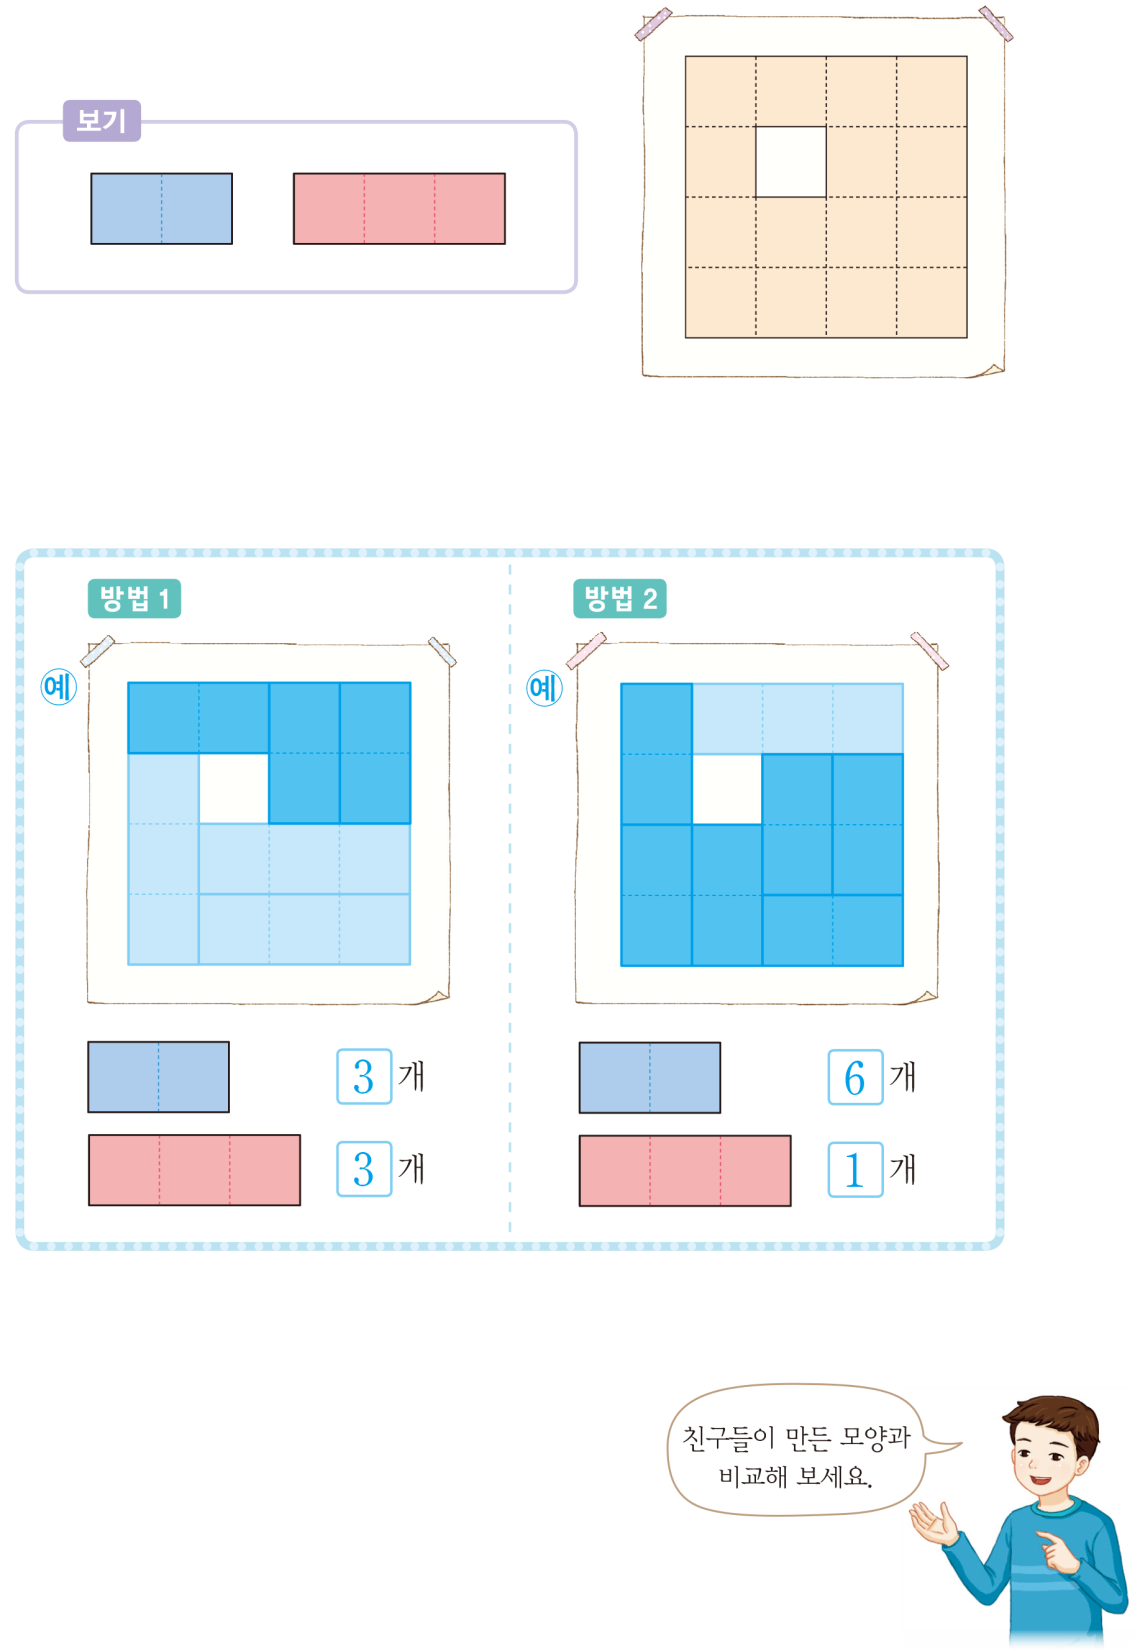 보기
방법 1
방법 2
예
예
3 개
6 개
3 개
1 개
친구들이 만든 모양과
비교해 보세요.